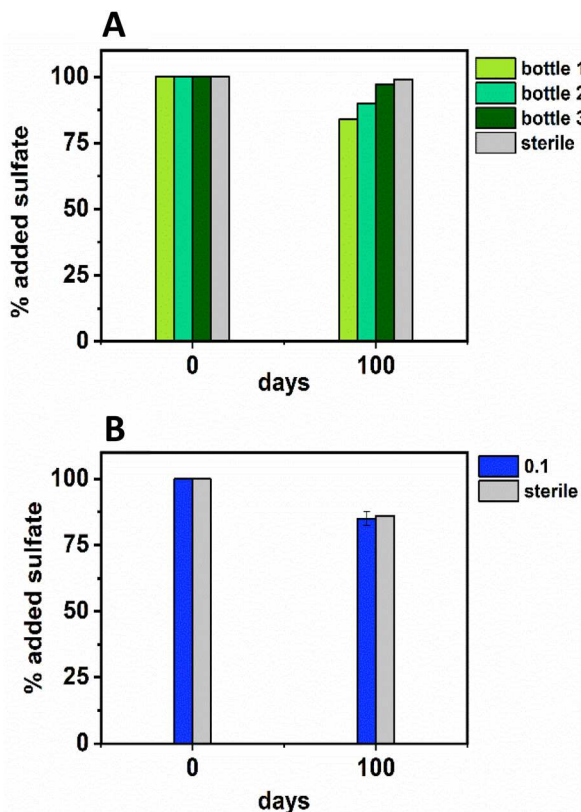 A
% added sulfate
100
75
50
25
0
0
100
days
bottle 1
bottle 2
bottle 3
sterile
B
% added sulfate
100
75
50
25
0
0
100
days
0.1
sterile